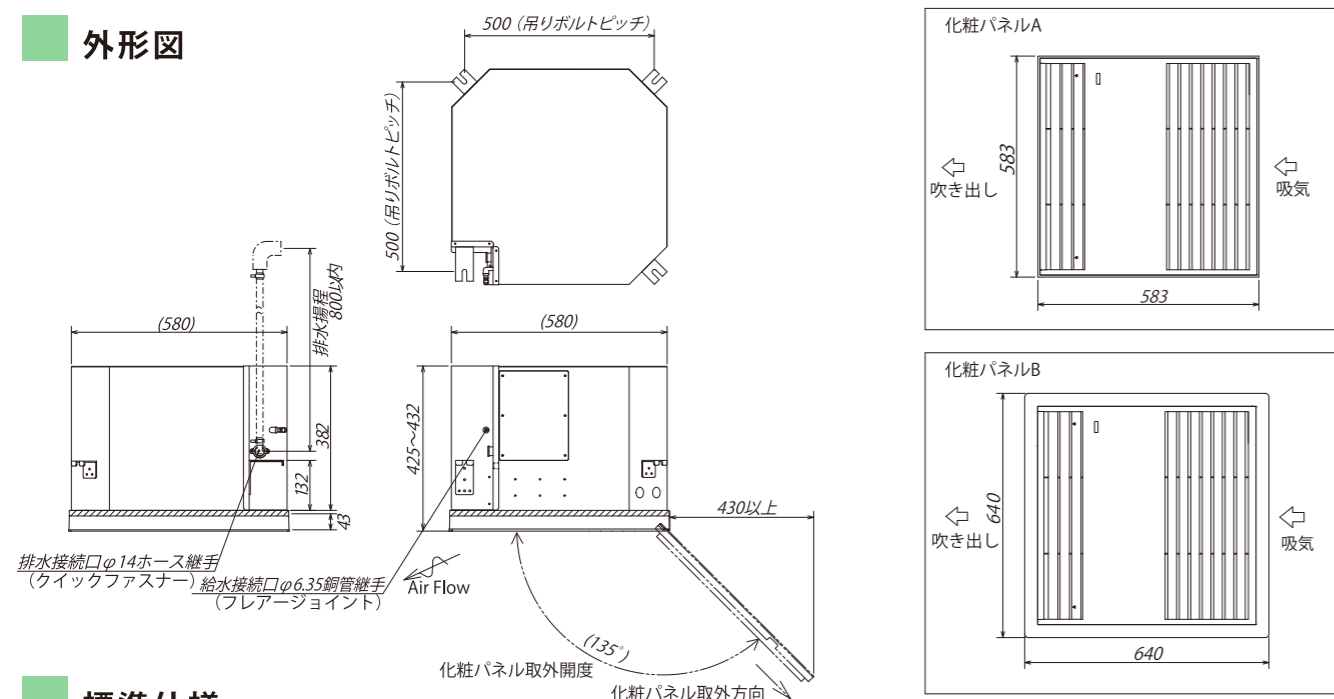 外形図
500 (吊りボルトピッチ)
500 (吊りボルトピッチ)
(580)
排水揚程
800以内
382
132
43
排水接続口φ14ホース継手
(クイックファスナー)
(580)
425~432
430以上
給水接続口φ6.35銅管継手
(フレアージョイント)
Air Flow
(135°)
化粧パネル取外開度
化粧パネル取外方向
化粧パネルA
583
吹き出し
吸気
583
化粧パネルB
640
吹き出し
吸気
640
標準仕様